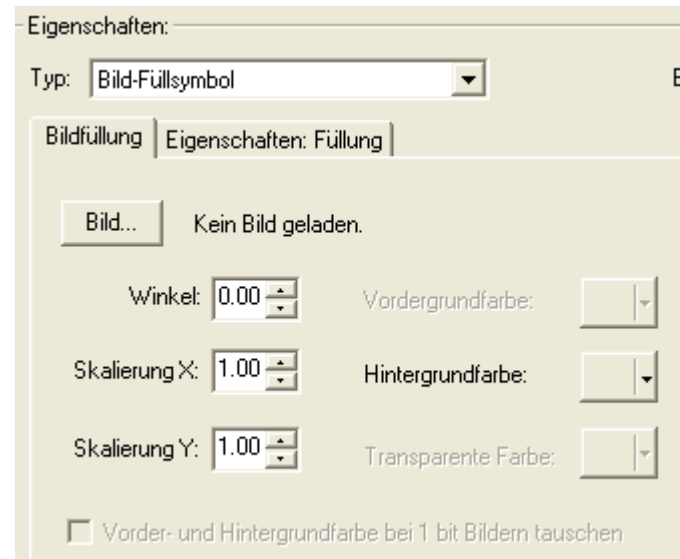 Eigenschaften:
Typ: Bild-Füllsymbol
Bildfüllung Eigenschaften: Füllung
Bild... Kein Bild geladen.
Winkel: 0.00 Vordergrundfarbe:
Skalierung X: 1.00 Hintergrundfarbe:
Skalierung Y: 1.00 Transparente Farbe:
Vorder- und Hintergrundfarbe bei 1 bit Bildern tauschen